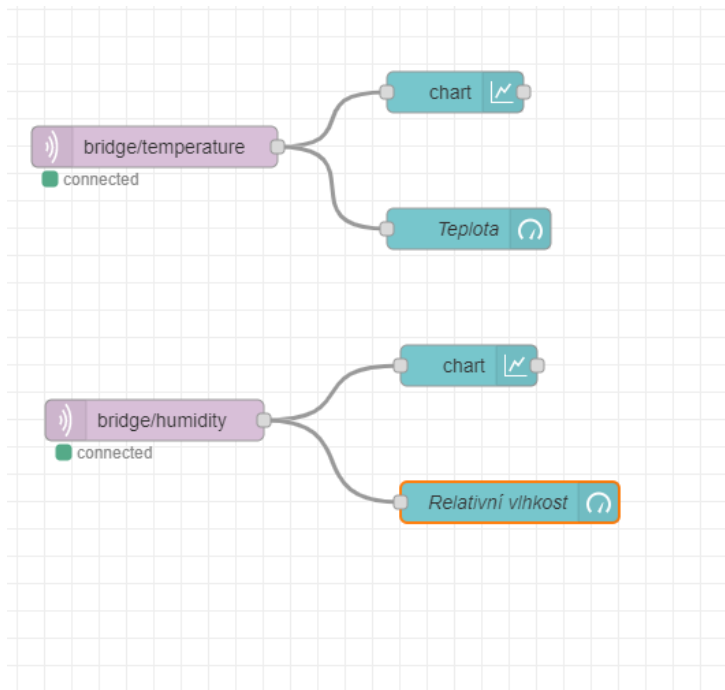 chart
bridge/temperature
connected
Teplota
chart
bridge/humidity
connected
Relativní vlhkost